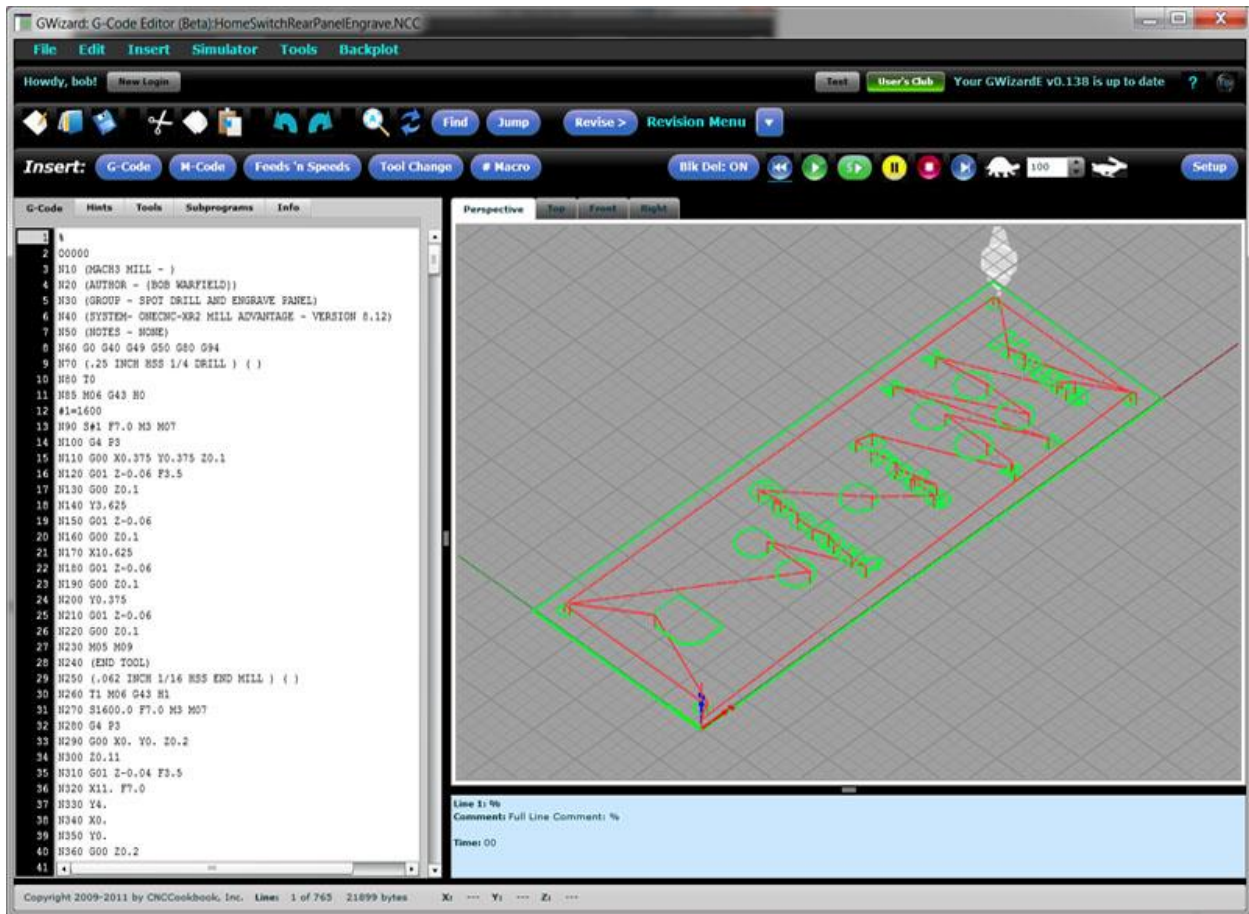 GWizard: G-Code Editor (Beta):HomeSwitchRearPanelEngrave.NCC
File Edit Insert Simulator Tools Backplot
Howdy, bob! New Login Test User's Club Your GWizardE v0.138 is up to date ?
Find Jump Revise > Revision Menu
Insert: G-Code M-Code Feeds 'n Speeds Tool Change # Macro Blk Del: ON 100 Setup
G-Code Hints Tools Subprograms Info
Perspective Top Front Right
1 %
2 O0000
3 N10 (MACH3 MILL - )
4 N20 (AUTHOR - (BOB WARFIELD))
5 N30 (GROUP - SPOT DRILL AND ENGRAVE PANEL)
6 N40 (SYSTEM- ONECNC-XR2 MILL ADVANTAGE - VERSION 8.12)
7 N50 (NOTES - NONE)
8 N60 G0 G40 G49 G50 G80 G94
9 N70 (.25 INCH HSS 1/4 DRILL ) ( )
10 N80 T0
11 N85 M06 G43 H0
12 #1=1600
13 N90 S#1 F7.0 M3 M07
14 N100 G4 P3
15 N110 G00 X0.375 Y0.375 Z0.1
16 N120 G01 Z-0.06 F3.5
17 N130 G00 Z0.1
18 N140 Y3.625
19 N150 G01 Z-0.06
20 N160 G00 Z0.1
21 N170 X10.625
22 N180 G01 Z-0.06
23 N190 G00 Z0.1
24 N200 Y0.375
25 N210 G01 Z-0.06
26 N220 G00 Z0.1
27 N230 M05 M09
28 N240 (END TOOL)
29 N250 (.062 INCH 1/16 HSS END MILL ) ( )
30 N260 T1 M06 G43 H1
31 N270 S1600.0 F7.0 M3 M07
32 N280 G4 P3
33 N290 G00 X0. Y0. Z0.2
34 N300 Z0.11
35 N310 G01 Z-0.04 F3.5
36 N320 X11. F7.0
37 N330 Y4.
38 N340 X0.
39 N350 Y0.
40 N360 G00 Z0.2
41
Line 1: %
Comment: Full Line Comment: %
Time: 00
Copyright 2009-2011 by CNCCookbook, Inc. Line: 1 of 765 21899 bytes X: --- Y: --- Z: ---